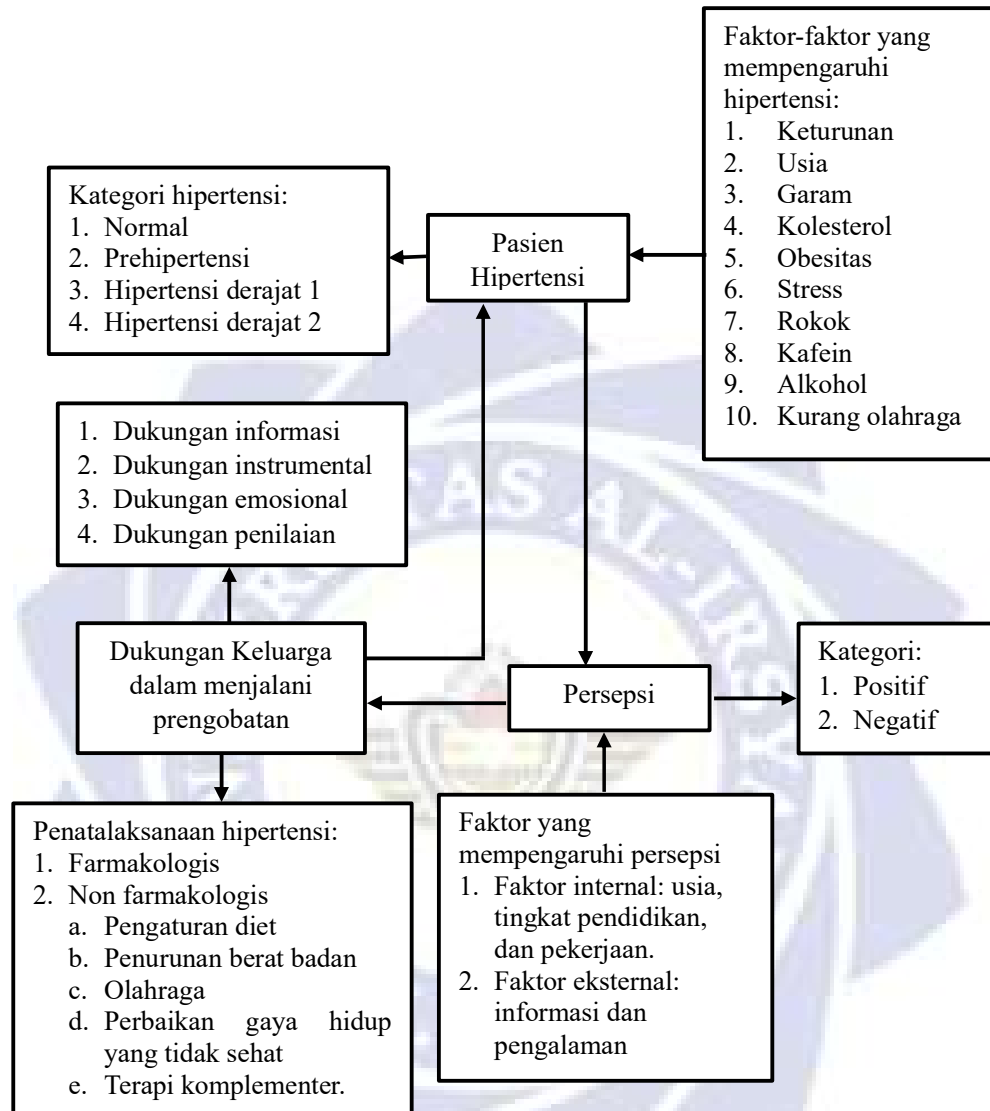 Faktor-faktor yang
mempengaruhi
hipertensi:
1. Keturunan
2. Usia
3. Garam
4. Kolesterol
5. Obesitas
6. Stress
7. Rokok
8. Kafein
9. Alkohol
10. Kurang olahraga
Kategori hipertensi:
1. Normal
2. Prehipertensi
3. Hipertensi derajat 1
4. Hipertensi derajat 2
Pasien
Hipertensi
1. Dukungan informasi
2. Dukungan instrumental
3. Dukungan emosional
4. Dukungan penilaian
Dukungan Keluarga
dalam menjalani
prengobatan
Persepsi
Kategori:
1. Positif
2. Negatif
Penatalaksanaan hipertensi:
1. Farmakologis
2. Non farmakologis
a. Pengaturan diet
b. Penurunan berat badan
c. Olahraga
d. Perbaikan gaya hidup
yang tidak sehat
e. Terapi komplementer.
Faktor yang
mempengaruhi persepsi
1. Faktor internal: usia,
tingkat pendidikan,
dan pekerjaan.
2. Faktor eksternal:
informasi dan
pengalaman
AS AL-IRSY